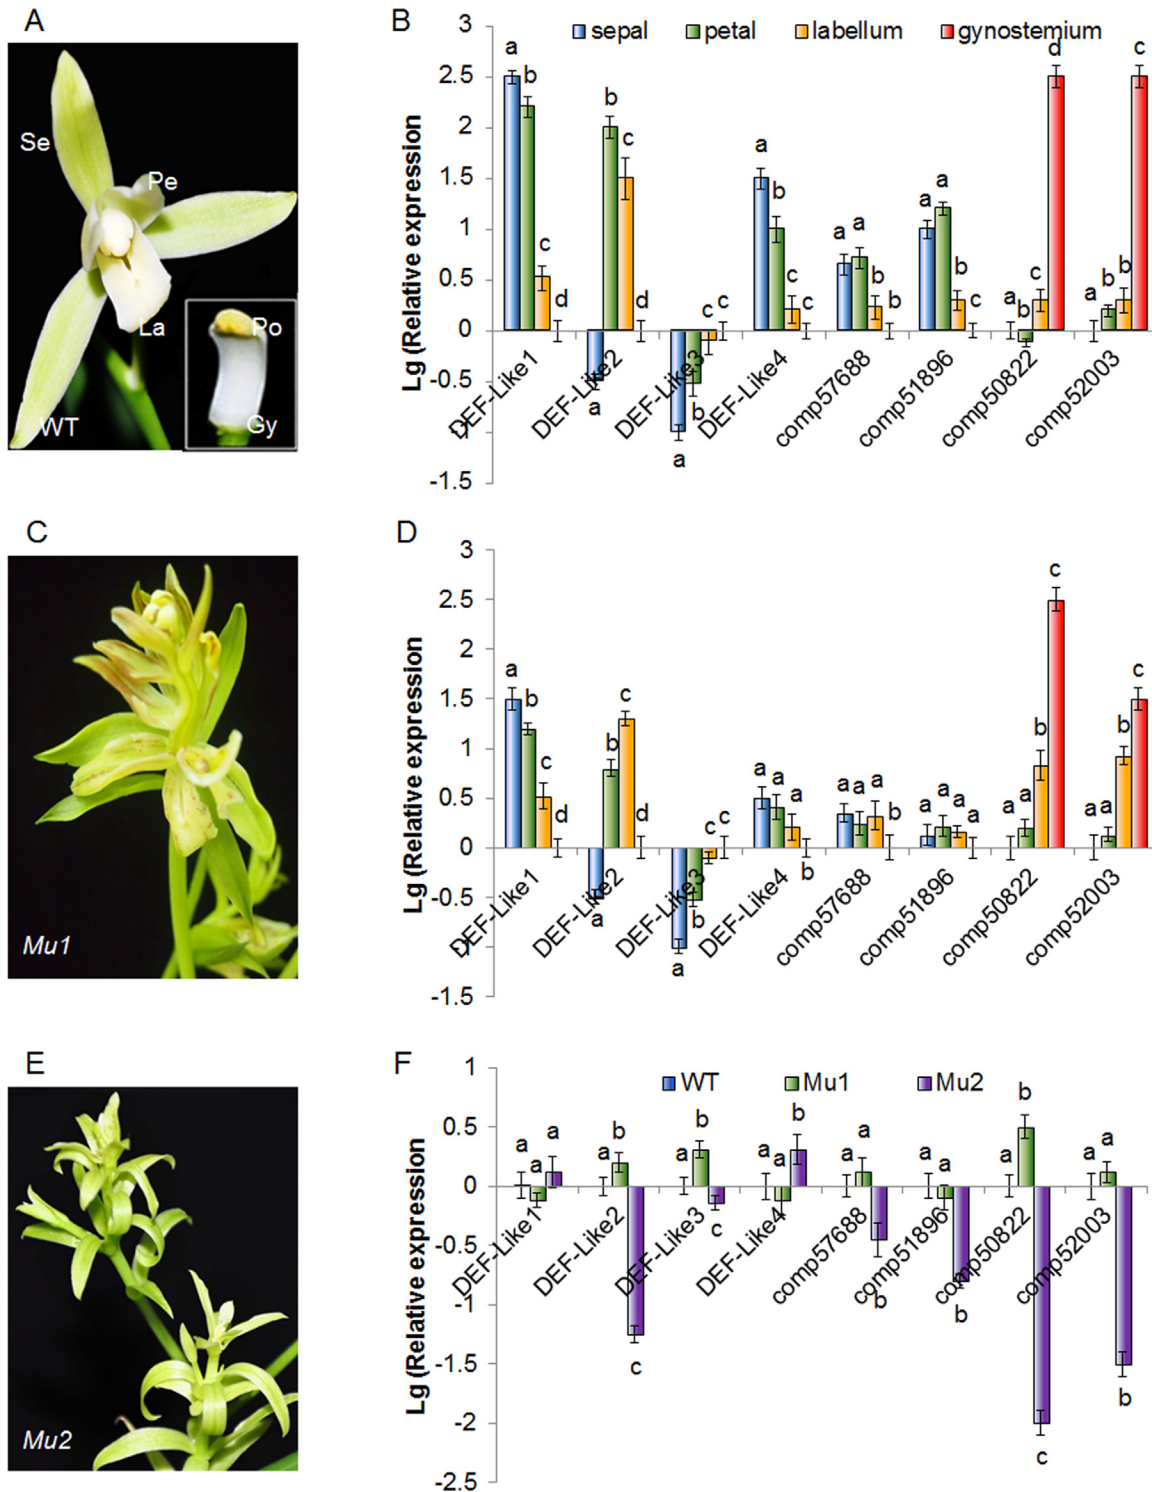 A
Se
Pe
La
Po
WT
Gy
B
sepal petal labellum gynostemium
Lg (Relative expression
3
2.5
2
1.5
1
0.5
0
-0.5
-1.5
a b c d
a b c d
a b c c
a b c c
a a b b
a a b c
a b c d
a b b c
DEF-Like1 DEF-Like2 DEF-Like3 DEF-Like4 comp57688 comp51896 comp50822 comp52003
C
Mu1
D
Lg (Relative expression
3
2.5
2
1.5
1
0.5
0
-0.5
-1.5
a b c d
a b c d
a b c c
a a a b
a a a b
a a a a
a a b c
a a b c
DEF-Like1 DEF-Like2 DEF-Like3 DEF-Like4 comp57688 comp51896 comp50822 comp52003
E
Mu2
F
WT Mu1 Mu2
Lg (Relative expression
1
0.5
0
-0.5
-1
-1.5
-2
-2.5
a a a
a b c
a b c
a a b
a a b
a a b
a b c
a a b
DEF-Like1 DEF-Like2 DEF-Like3 DEF-Like4 comp57688 comp51896 comp50822 comp52003